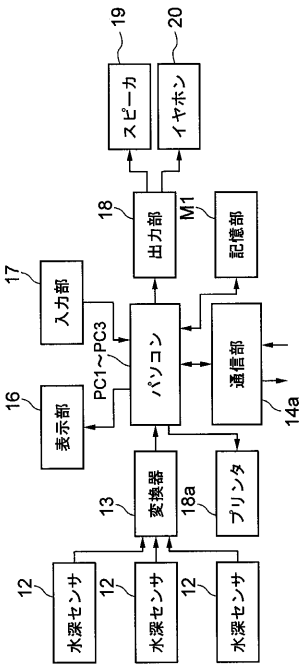 12
水深センサ
12
水深センサ
12
水深センサ
13
変換器
16
表示部
17
入力部
PC1～PC3
パソコン
18a
プリンタ
14a
通信部
M1
記憶部
18
出力部
19
スピーカ
20
イヤホン